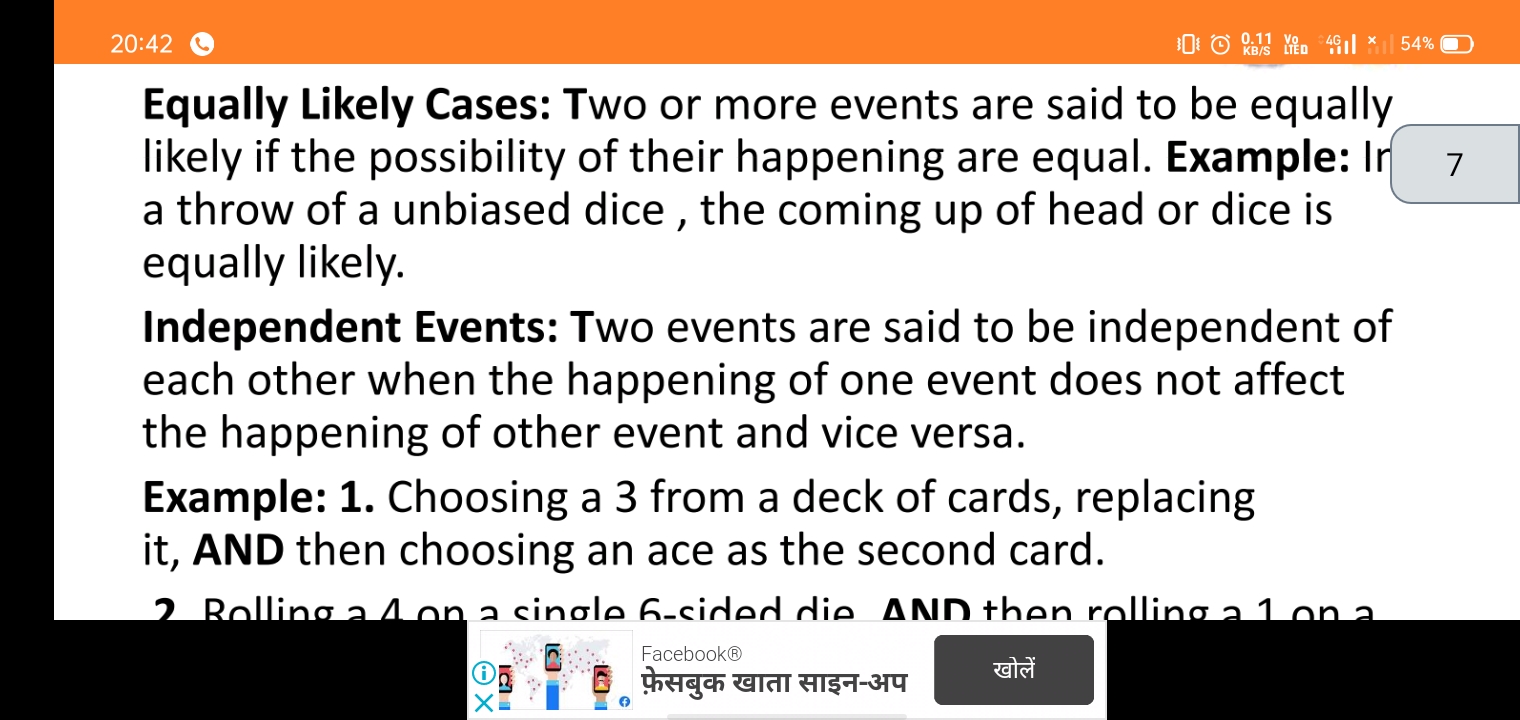 20:42
0.11 KB/S Vo LTED 4G 54%
Equally Likely Cases: Two or more events are said to be equally
likely if the possibility of their happening are equal. Example: In
7
a throw of a unbiased dice , the coming up of head or dice is
equally likely.
Independent Events: Two events are said to be independent of
each other when the happening of one event does not affect
the happening of other event and vice versa.
Example: 1. Choosing a 3 from a deck of cards, replacing
it, AND then choosing an ace as the second card.
2. Rolling a 4 on a single 6-sided die, AND then rolling a 1 on a
Facebook®
फ़ेसबुक खाता साइन-अप
खोलें